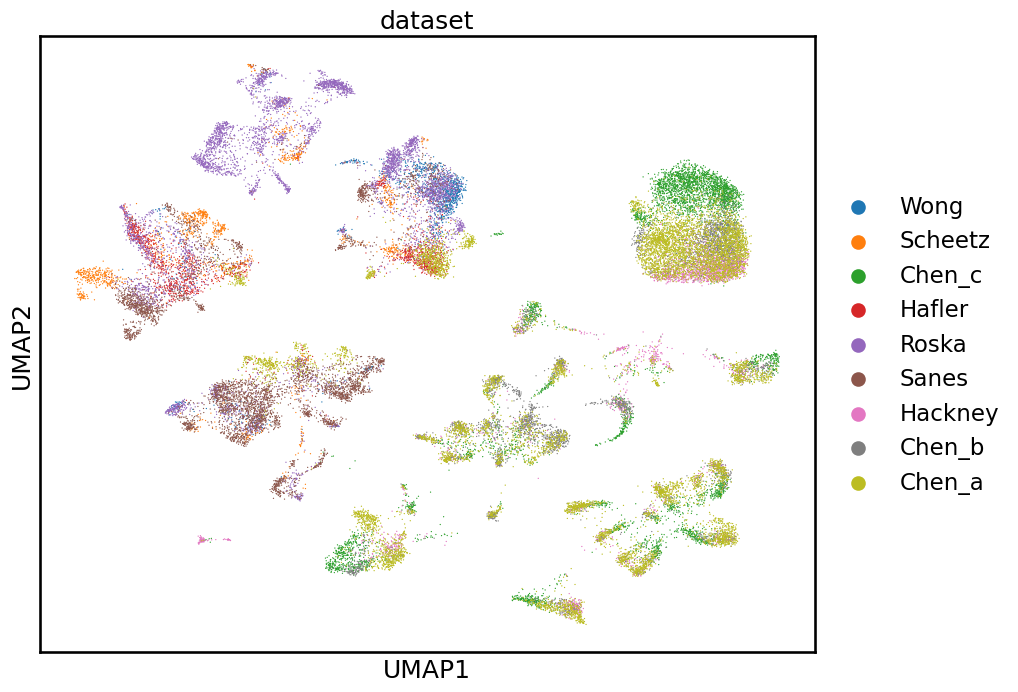 dataset
UMAP2
UMAP1
Wong
Scheetz
Chen_c
Hafler
Roska
Sanes
Hackney
Chen_b
Chen_a